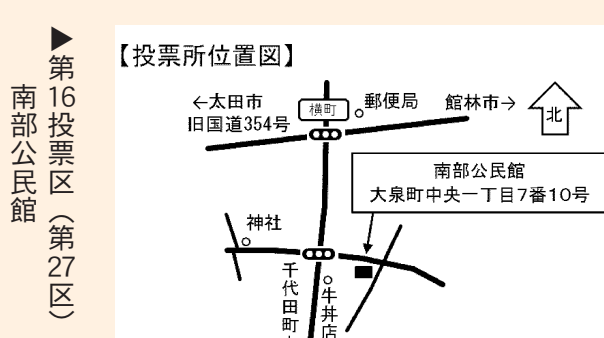 ▶第16投票区（第27区）
南部公民館
【投票所位置図】
←太田市
旧国道354号
横町
郵便局
館林市→
北
南部公民館
大泉町中央一丁目7番10号
神社
千代田町
牛丼店